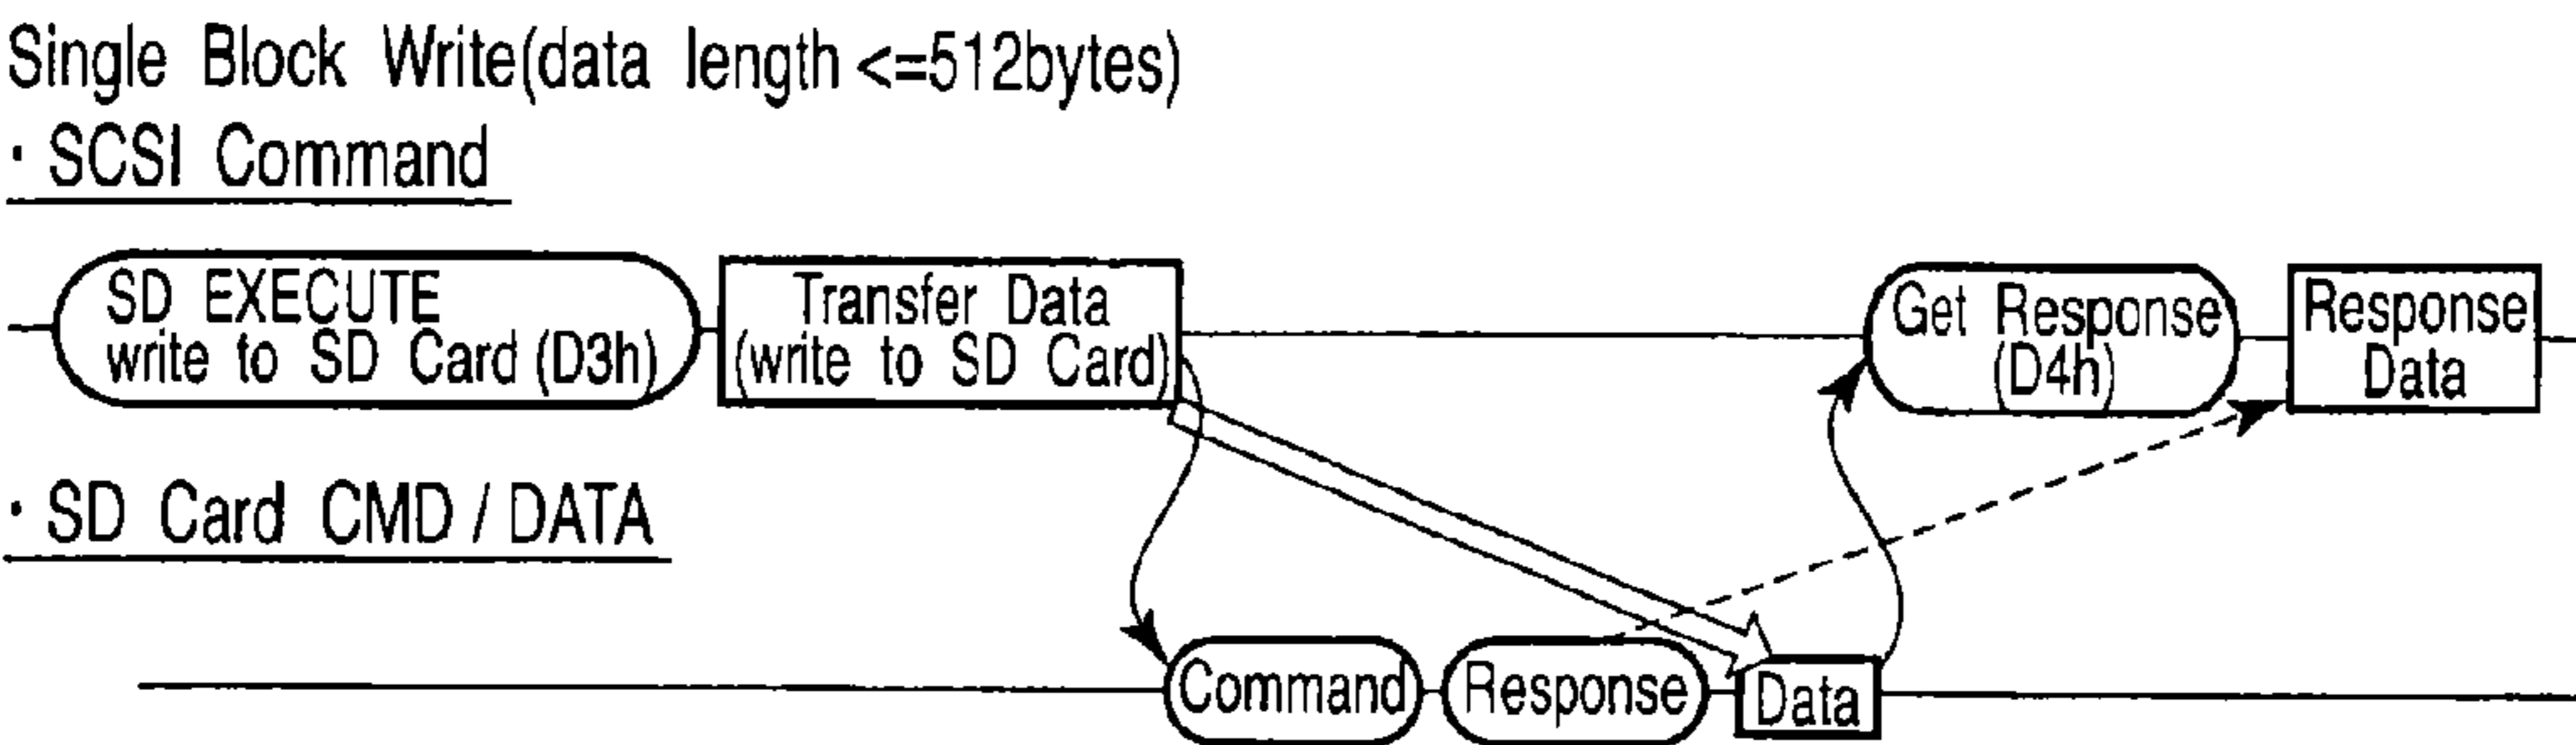 Single Block Write(data length <=512bytes)
・SCSI Command
SD EXECUTE
write to SD Card (D3h)
Transfer Data
(write to SD Card)
Get Response
(D4h)
Response
Data
・SD Card CMD / DATA
Command
Response
Data